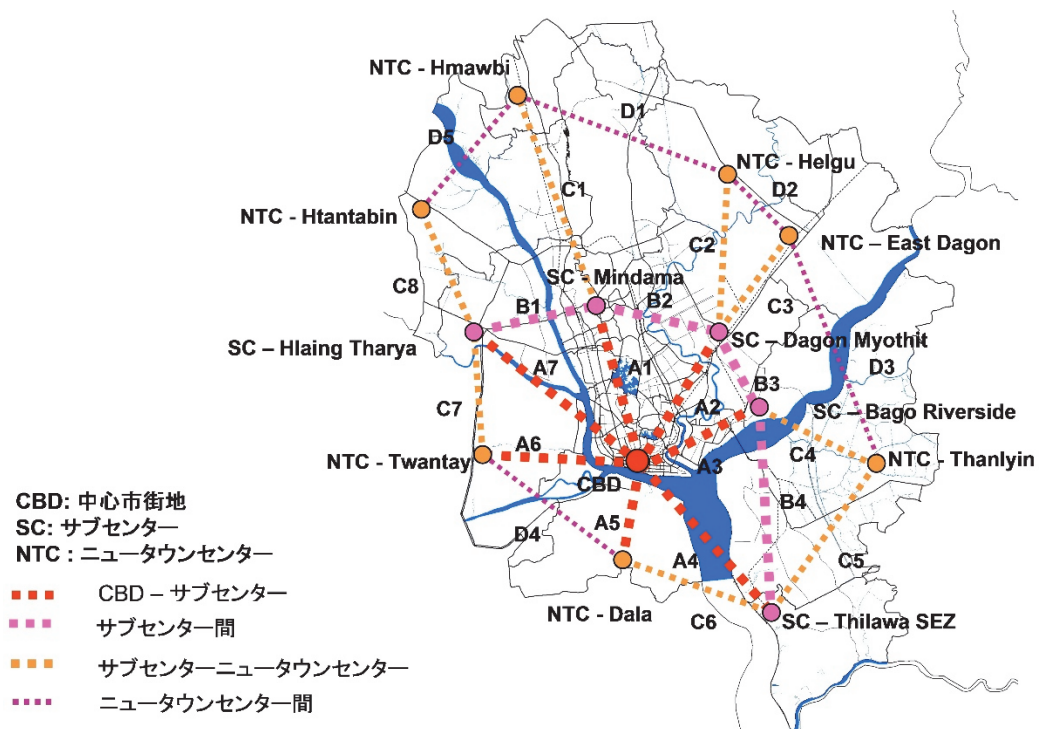 NTC - Hmawbi
D1
D5
NTC - Helgu
C1
D2
NTC - Htantabin
NTC – East Dagon
C2
SC - Mindama
C8
B1
B2
C3
SC – Hlaing Tharya
SC – Dagon Myothit
A7
A1
D3
B3
C7
A2
SC – Bago Riverside
A6
C4
NTC - Twantay
A3
NTC - Thanlyin
CBD
B4
CBD: 中心市街地
SC: サブセンター
NTC : ニュータウンセンター
A5
D4
A4
C5
CBD – サブセンター
NTC - Dala
C6
SC – Thilawa SEZ
サブセンター間
サブセンターニュータウンセンター
ニュータウンセンター間